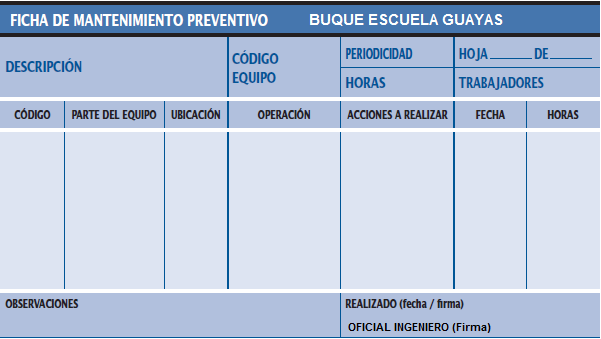 FICHA DE MANTENIMIENTO PREVENTIVO BUQUE ESCUELA GUAYAS
DESCRIPCIÓN
CÓDIGO
EQUIPO
PERIODICIDAD
HOJA ______ DE ______
HORAS
TRABAJADORES
CÓDIGO PARTE DEL EQUIPO UBICACIÓN OPERACIÓN ACCIONES A REALIZAR FECHA HORAS
OBSERVACIONES
REALIZADO (fecha / firma)
OFICIAL INGENIERO (Firma)